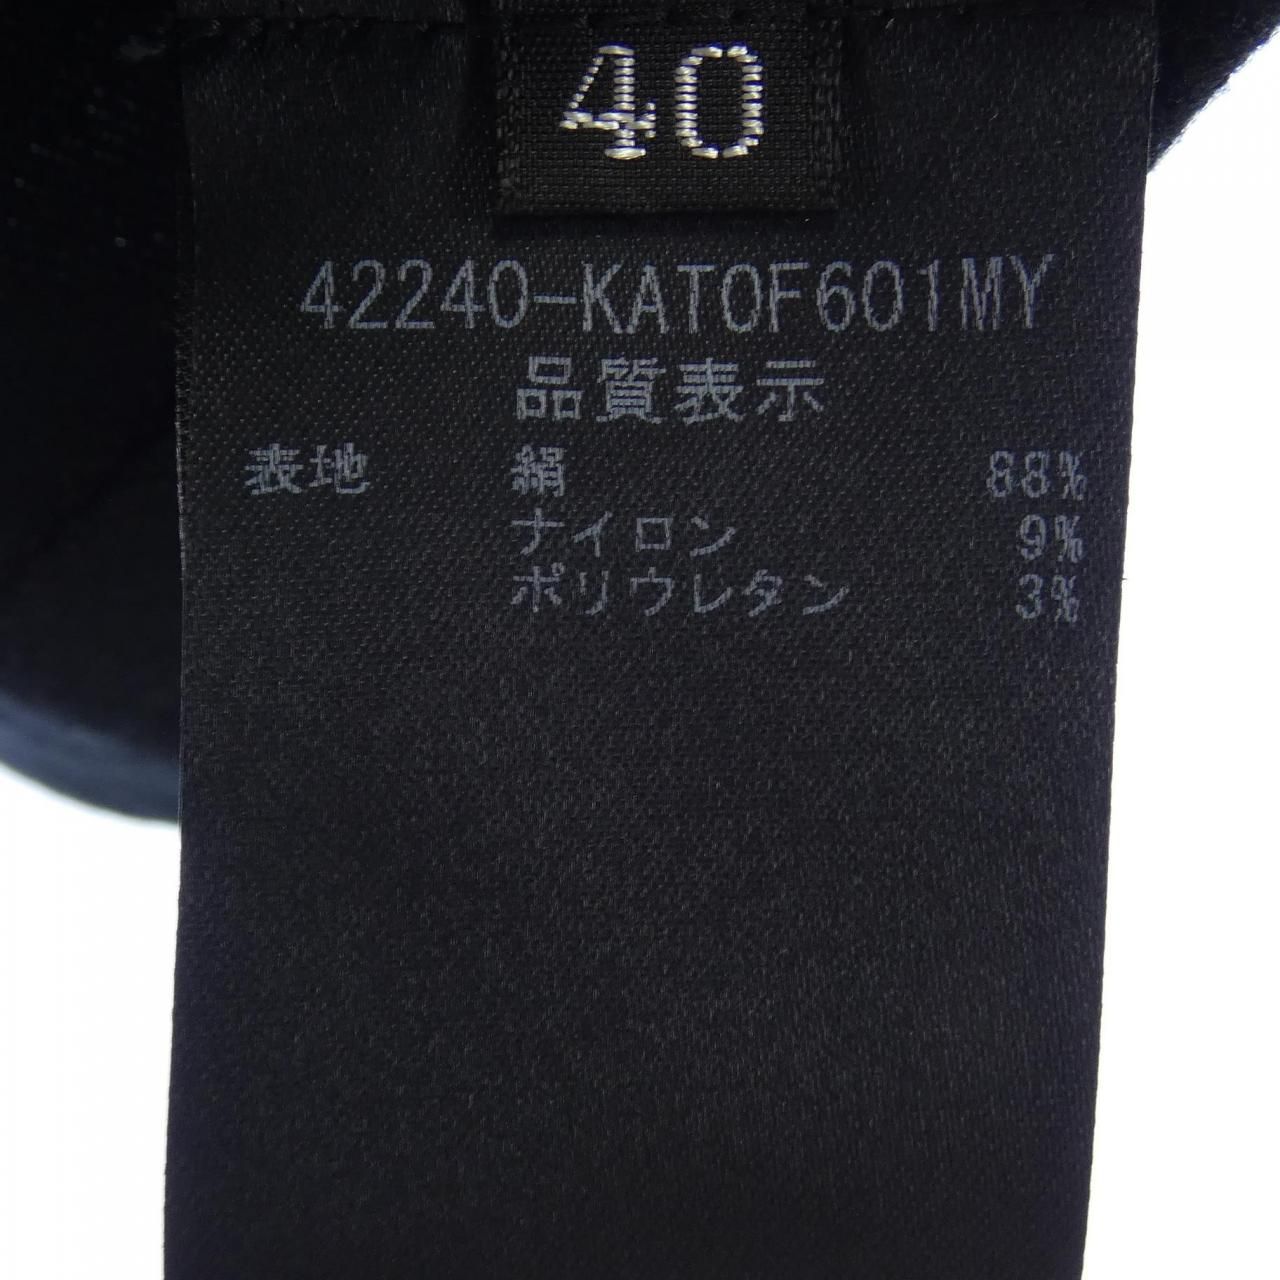 40
42240-KAT0F601MY
品質表示
表地 絹 88%
ナイロン 9%
ポリウレタン 3%